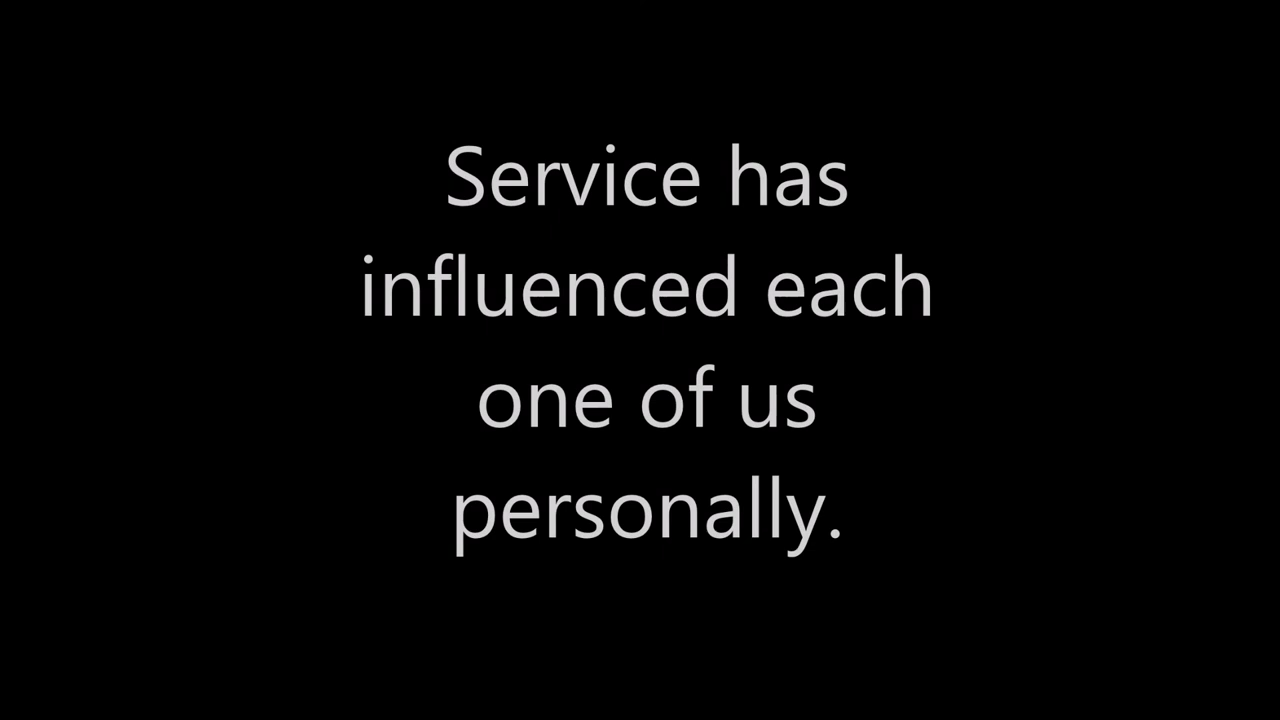 Service has
influenced each
one of us
personally.